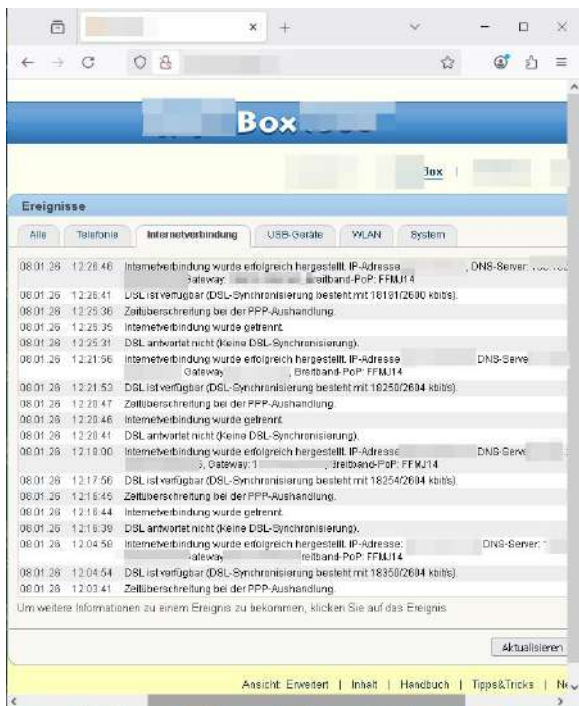 Box
Box |
Ereignisse
Alle Telefonie Internetverbindung USB-Geräte WLAN System
08.01.26 12:26:46 Internetverbindung wurde erfolgreich hergestellt. IP-Adresse , DNS-Server:
Gateway: Breitband-PoP: FFMJ14
12:26:41 DSL ist verfügbar (DSL-Synchronisierung besteht mit 18191/2600 kbit/s).
08.01.26 12:25:36 Zeitüberschreitung bei der PPP-Aushandlung.
08.01.26 12:25:35 Internetverbindung wurde getrennt.
08.01.26 12:25:31 DSL antwortet nicht (Keine DSL-Synchronisierung).
08.01.26 12:21:56 Internetverbindung wurde erfolgreich hergestellt. IP-Adresse DNS-Serve
Gateway , Breitband-PoP: FFMJ14
08.01.26 12:21:53 DSL ist verfügbar (DSL-Synchronisierung besteht mit 18250/2604 kbit/s).
08.01.26 12:20:47 Zeitüberschreitung bei der PPP-Aushandlung.
08.01.26 12:20:46 Internetverbindung wurde getrennt.
08.01.26 12:20:41 DSL antwortet nicht (Keine DSL-Synchronisierung).
08.01.26 12:18:00 Internetverbindung wurde erfolgreich hergestellt. IP-Adresse DNS-Serve
, Gateway: 1 reitband-PoP: FFMJ14
08.01.26 12:17:56 DSL ist verfügbar (DSL-Synchronisierung besteht mit 18254/2604 kbit/s).
08.01.26 12:16:45 Zeitüberschreitung bei der PPP-Aushandlung.
08.01.26 12:16:44 Internetverbindung wurde getrennt.
08.01.26 12:16:39 DSL antwortet nicht (Keine DSL-Synchronisierung).
08.01.26 12:04:58 Internetverbindung wurde erfolgreich hergestellt. IP-Adresse: DNS-Server:
ateway reitband-PoP: FFMJ14
08.01.26 12:04:54 DSL ist verfügbar (DSL-Synchronisierung besteht mit 18350/2604 kbit/s).
08.01.26 12:03:41 Zeitüberschreitung bei der PPP-Aushandlung.
Um weitere Informationen zu einem Ereignis zu bekommen, klicken Sie auf das Ereignis
Aktualisieren
Ansicht: Erweitert | Inhalt | Handbuch | Tipps&Tricks | Ne